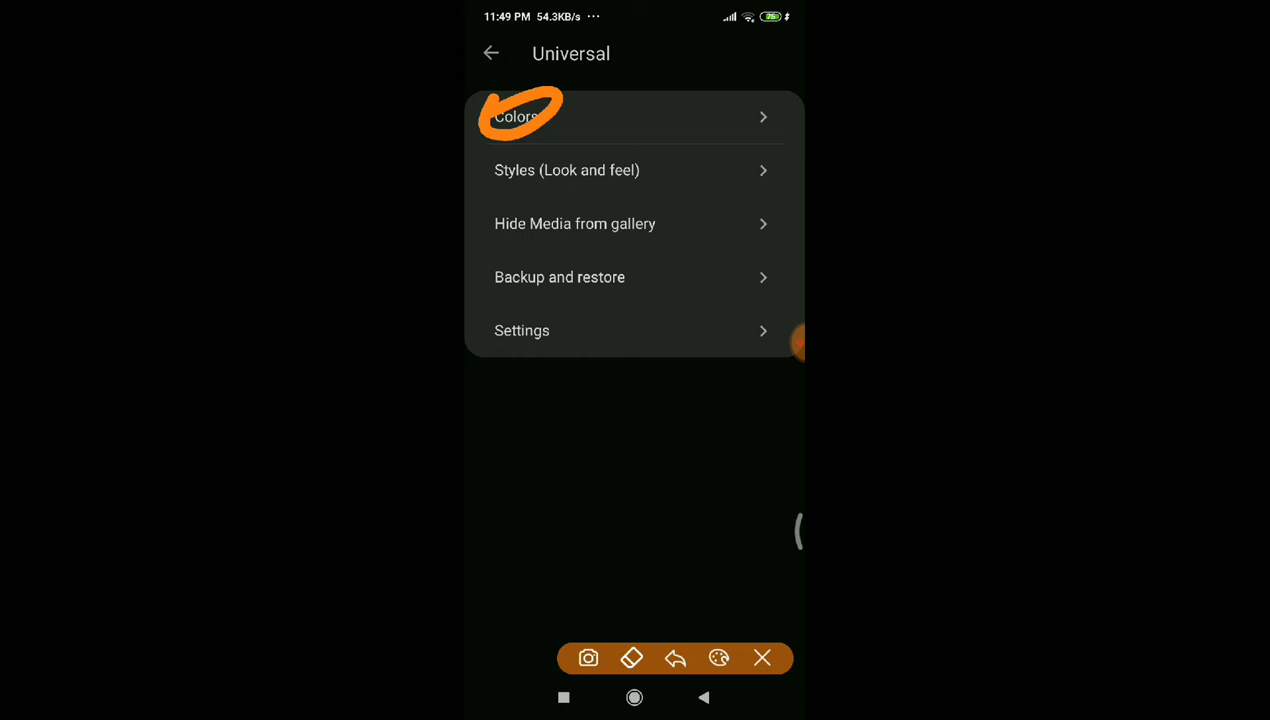 11:49 PM 54.3KB/s ...
Universal
Colors
Styles (Look and feel)
Hide Media from gallery
Backup and restore
Settings